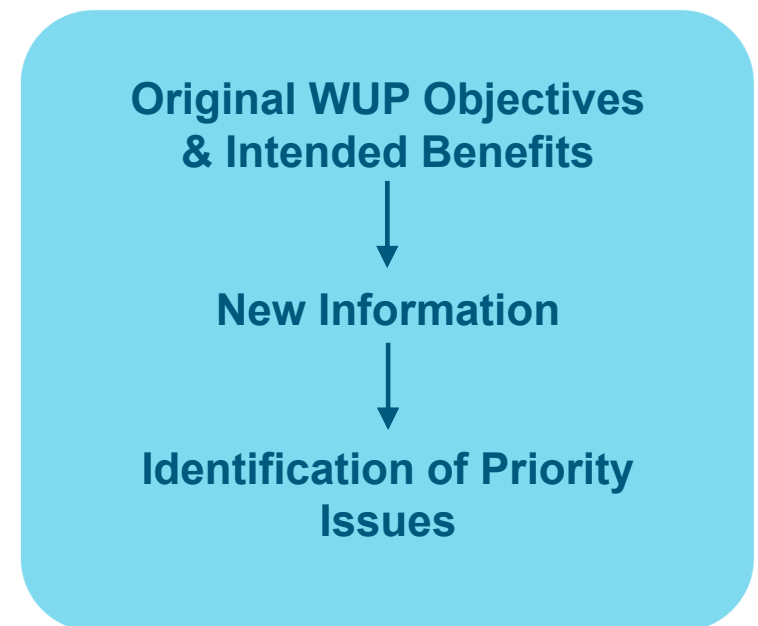 Original WUP Objectives
& Intended Benefits
New Information
Identification of Priority
Issues